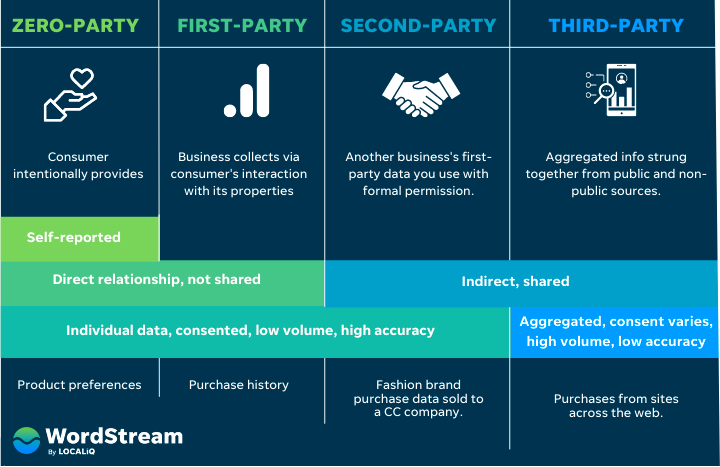 ZERO-PARTY
FIRST-PARTY
SECOND-PARTY
THIRD-PARTY
Consumer
intentionally provides
Business collects via
consumer's interaction
with its properties
Another business's first-
party data you use with
formal permission.
Aggregated info strung
together from public and non-
public sources.
Self-reported
Direct relationship, not shared
Indirect, shared
Individual data, consented, low volume, high accuracy
Aggregated, consent varies,
high volume, low accuracy
Product preferences
Purchase history
Fashion brand
purchase data sold to
a CC company.
Purchases from sites
across the web.
WordStream
By LOCALiQ